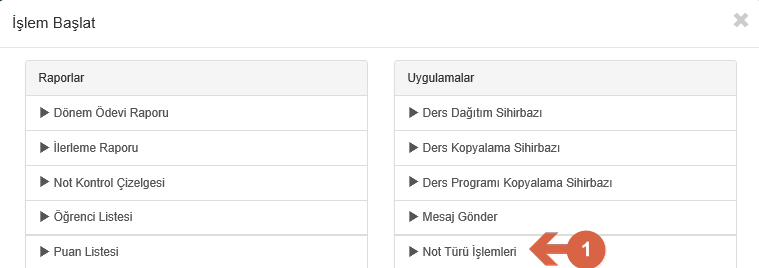 İşlem Başlat
Raporlar
Dönem Ödevi Raporu
İlerleme Raporu
Not Kontrol Çizelgesi
Öğrenci Listesi
Puan Listesi
Uygulamalar
Ders Dağıtım Sihirbazı
Ders Kopyalama Sihirbazı
Ders Programı Kopyalama Sihirbazı
Mesaj Gönder
Not Türü İşlemleri
1